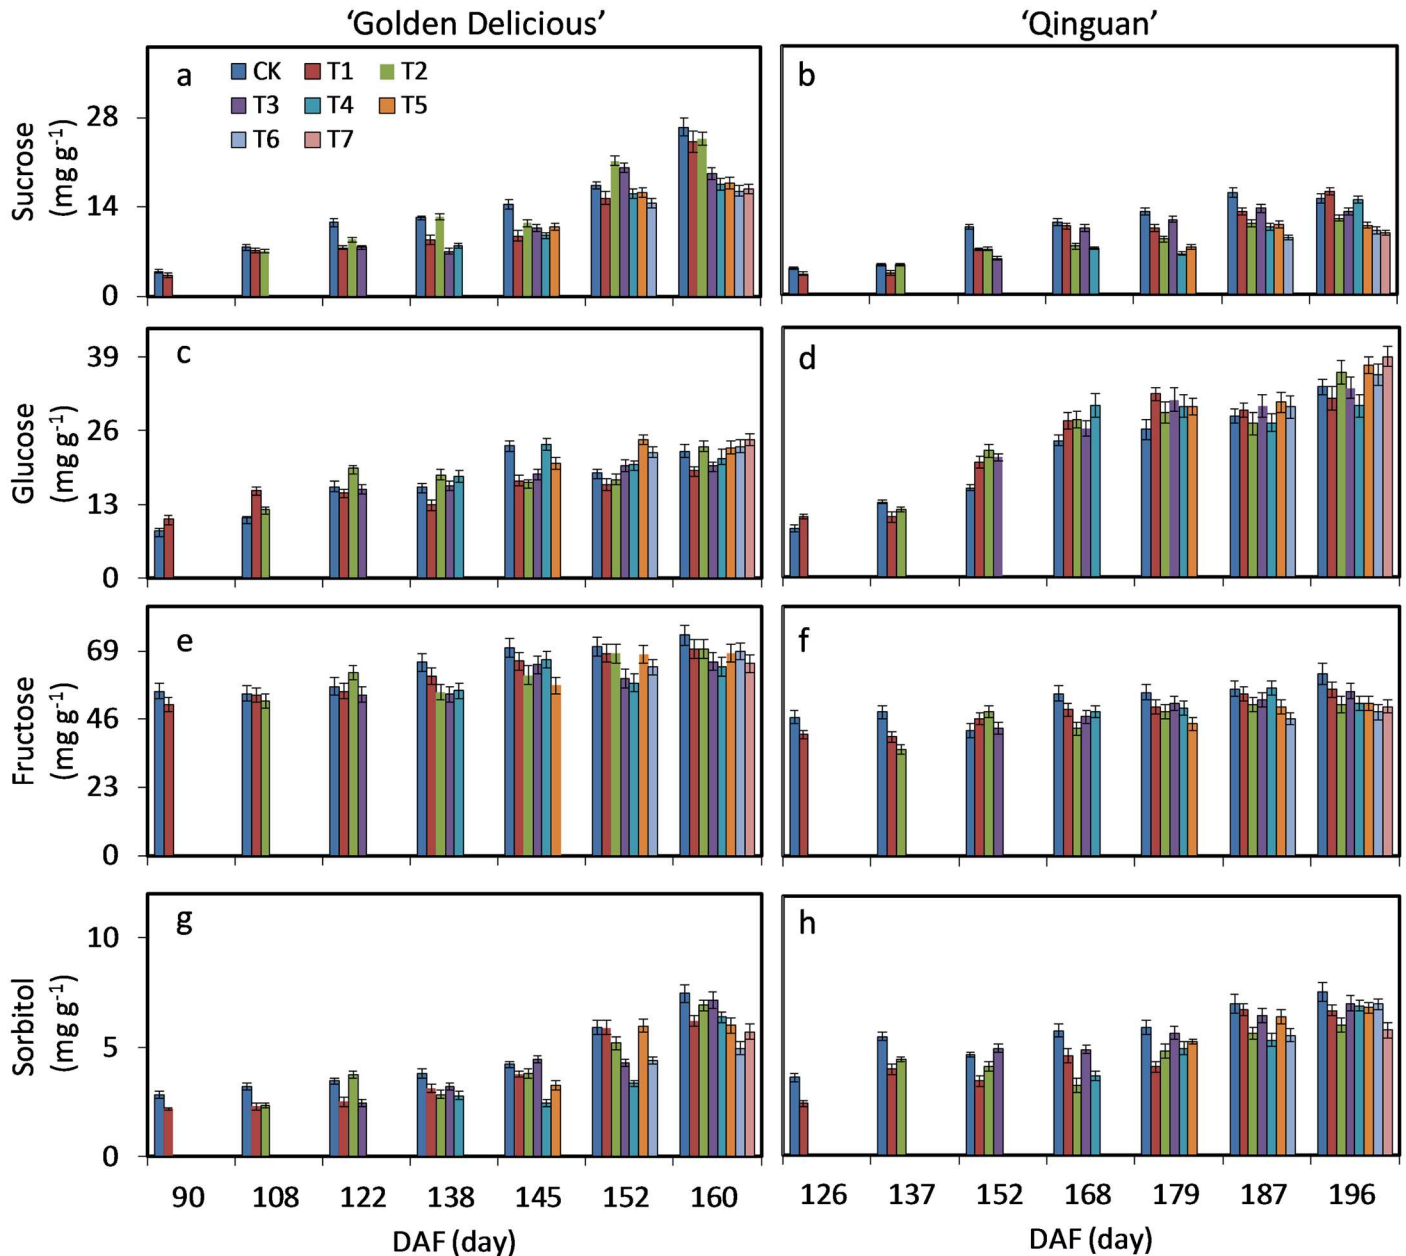 ‘Golden Delicious’
‘Qinguan’
a
CK T1 T2
T3 T4 T5
T6 T7
b
Sucrose
(mg g⁻¹)
28
14
0
c
d
Glucose
(mg g⁻¹)
39
26
13
0
e
f
Fructose
(mg g⁻¹)
69
46
23
0
g
h
Sorbitol
(mg g⁻¹)
10
5
0
90 108 122 138 145 152 160
126 137 152 168 179 187 196
DAF (day)
DAF (day)